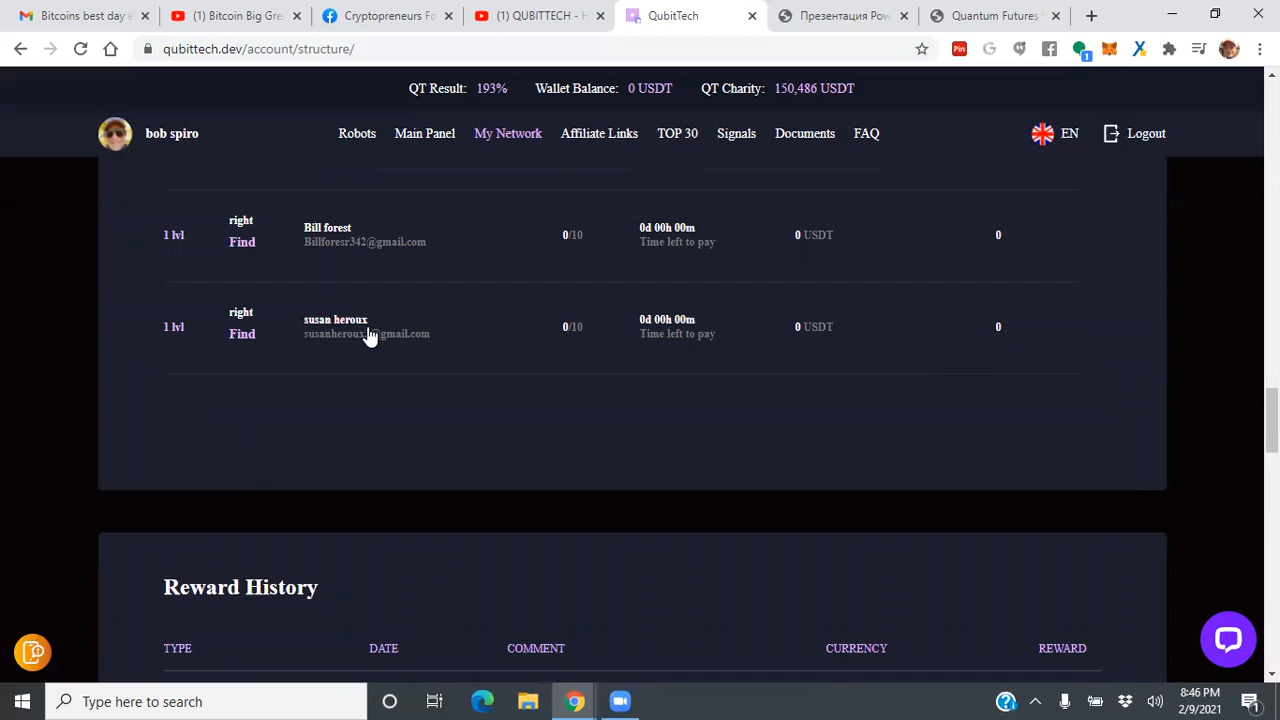 Bitcoins best day e
(1) Bitcoin Big Gre
Cryptopreneurs Fo
(1) QUBITTECH - H
QubitTech
Презентация Pow
Quantum Futures
qubittech.dev/account/structure/
Pin
1
QT Result: 193% Wallet Balance: 0 USDT QT Charity: 150,486 USDT
bob spiro Robots Main Panel My Network Affiliate Links TOP 30 Signals Documents FAQ EN Logout
right
1 lvl
Find
Bill forest
Billforesr342@gmail.com
0/10
0d 00h 00m
Time left to pay
0 USDT
0
right
1 lvl
Find
susan heroux
0/10
0d 00h 00m
Time left to pay
0 USDT
0
Reward History
TYPE DATE COMMENT CURRENCY REWARD
Type here to search
8:46 PM
2/9/2021
1